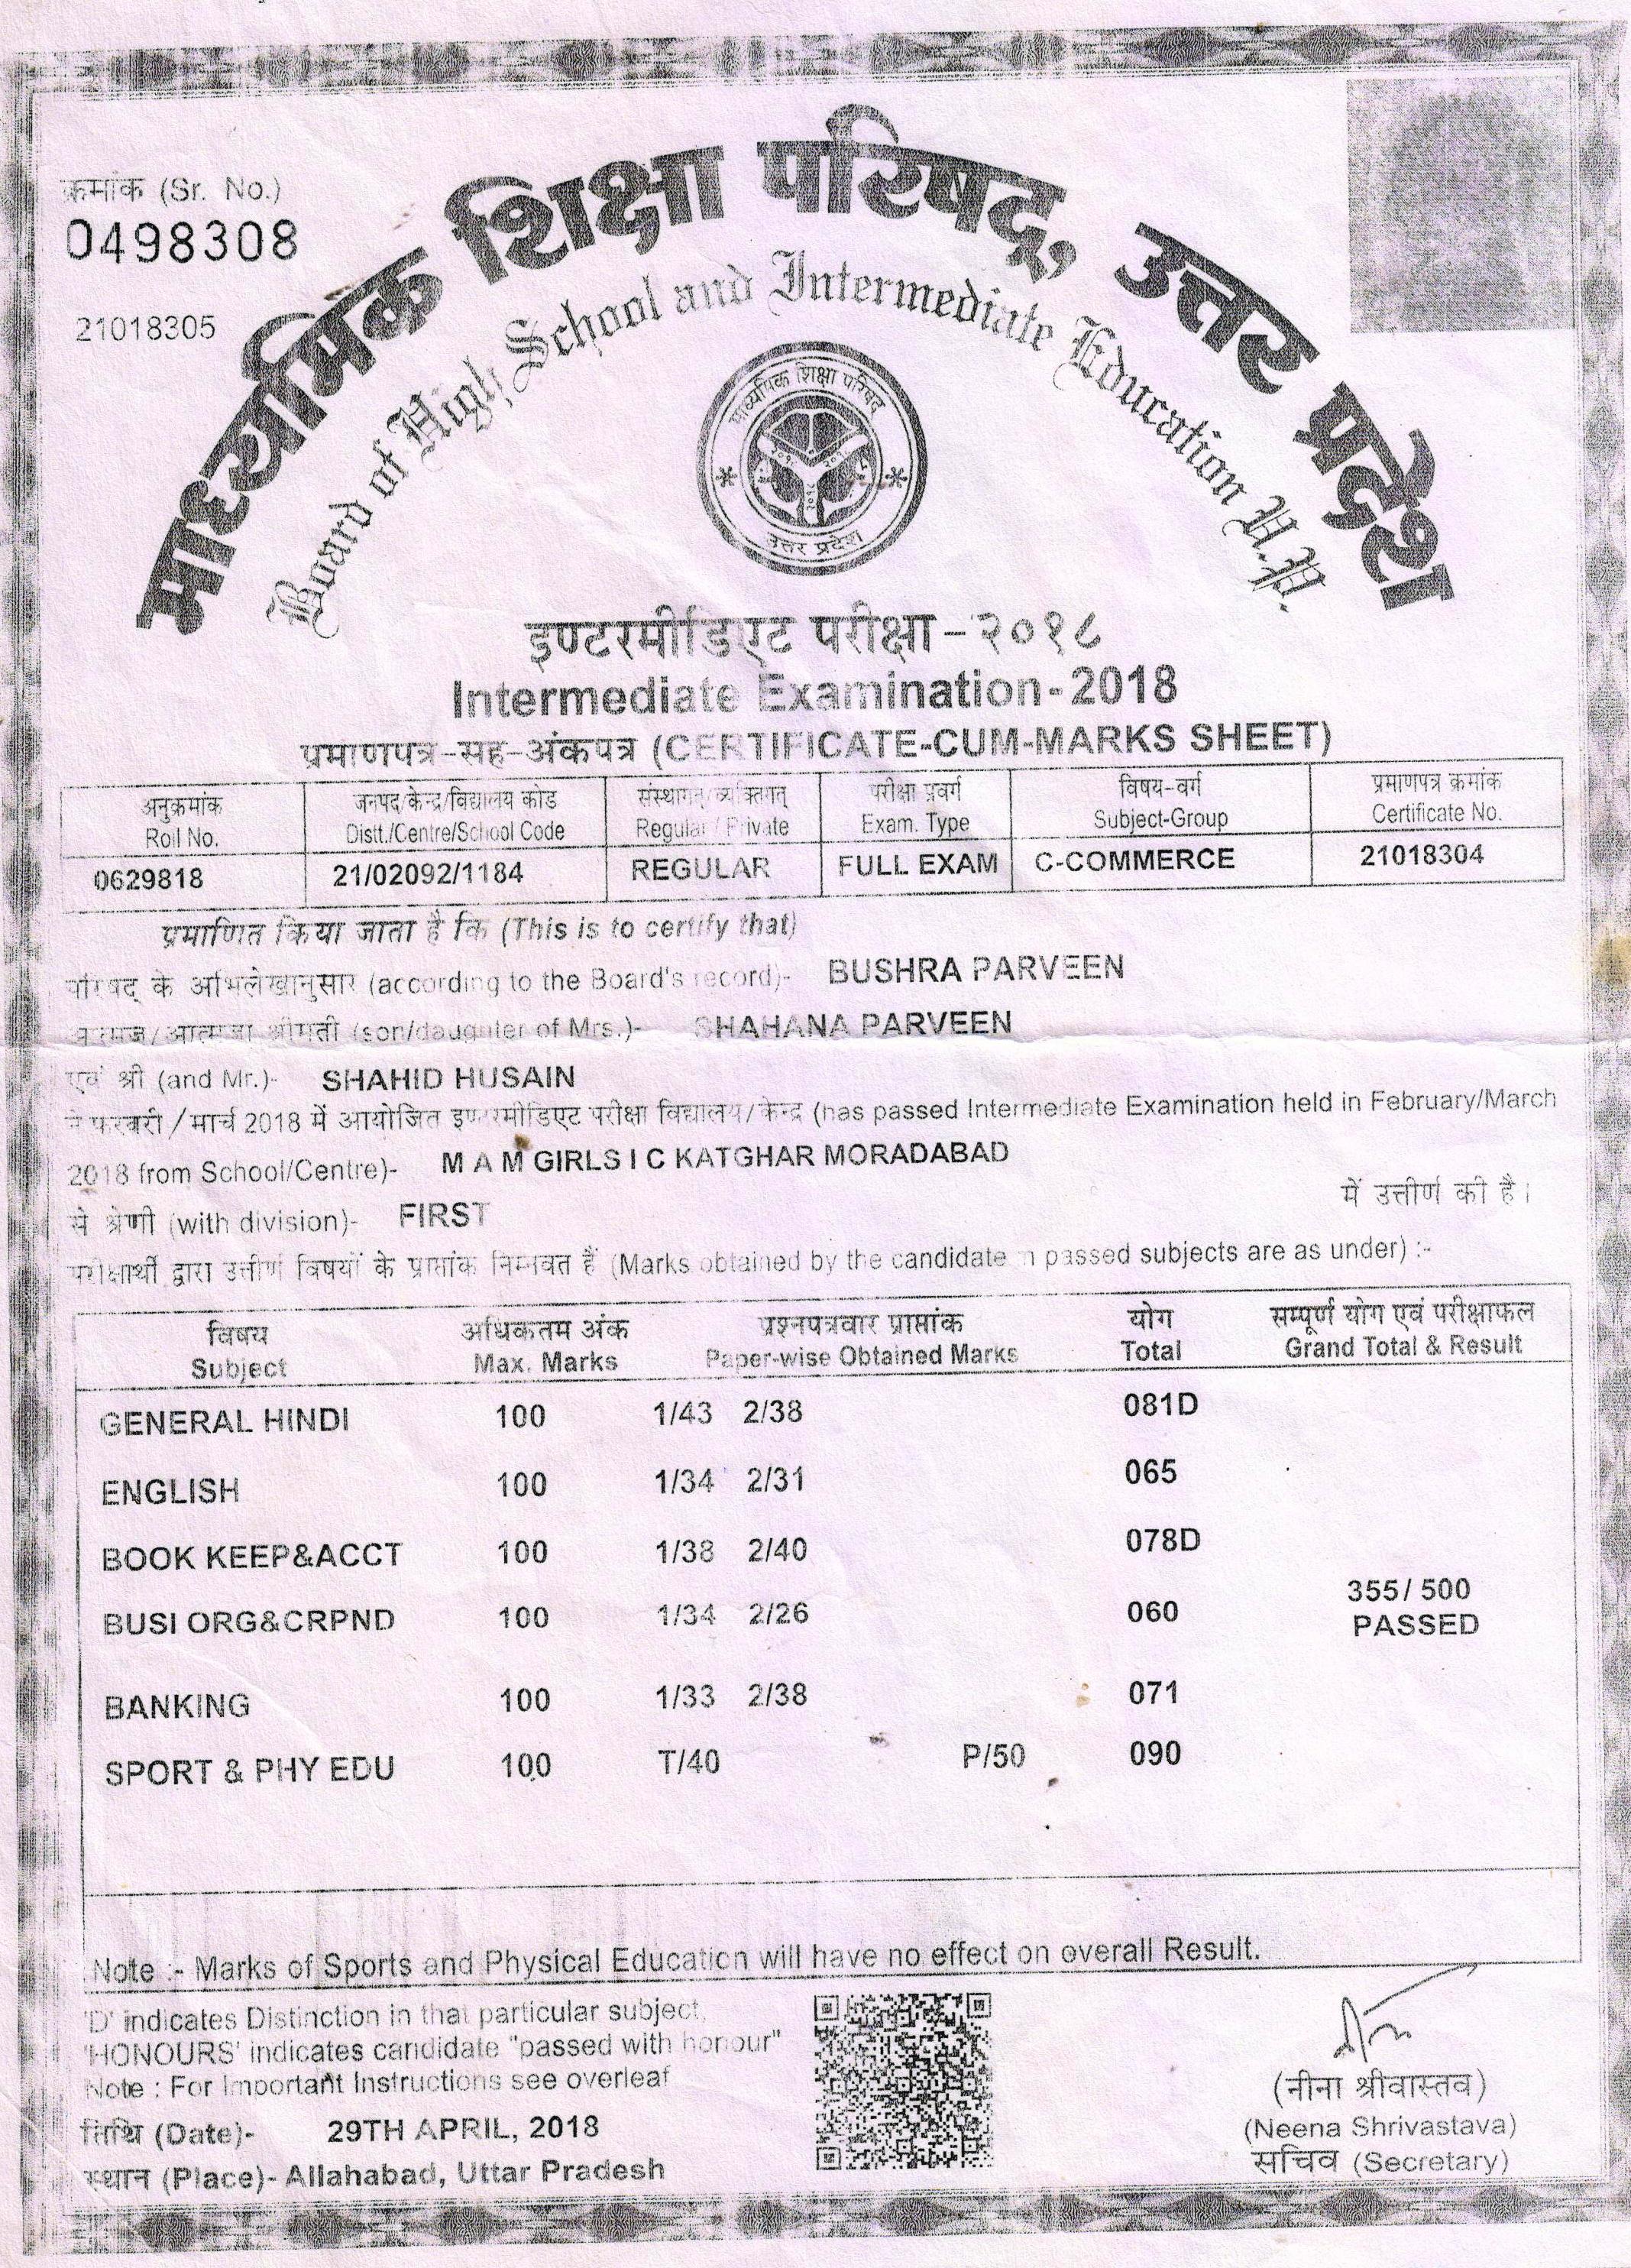 क्रमांक (Sr. No.)
0498308
21018305
माध्यमिक शिक्षा परिषद्, उत्तर प्रदेश
Board of High School and Intermediate Education U.P.
माध्यमिक शिक्षा परिषद
उत्तर प्रदेश
इण्टरमीडिएट परीक्षा-२०१८
Intermediate Examination-2018
प्रमाणपत्र-सह-अंकपत्र (CERTIFICATE-CUM-MARKS SHEET)
अनुक्रमांक जनपद/केन्द्र/विद्यालय कोड संस्थागत/व्यक्तिगत् परीक्षा प्रवर्ग विषय-वर्ग प्रमाणपत्र क्रमांक
Roll No. Distt./Centre/School Code Regular / Private Exam. Type Subject-Group Certificate No.
0629818 21/02092/1184 REGULAR FULL EXAM C-COMMERCE 21018304
प्रमाणित किया जाता है कि (This is to certify that)
परिषद् के अभिलेखानुसार (according to the Board's record)- BUSHRA PARVEEN
आत्मज/आत्मजा श्रीमती (son/daughter of Mrs.)- SHAHANA PARVEEN
एवं श्री (and Mr.)- SHAHID HUSAIN
ने फरवरी/मार्च 2018 में आयोजित इण्टरमीडिएट परीक्षा विद्यालय/केन्द्र (has passed Intermediate Examination held in February/March
2018 from School/Centre)- M A M GIRLS I C KATGHAR MORADABAD
में उत्तीर्ण की है।
से श्रेणी (with division)- FIRST
परीक्षार्थी द्वारा उत्तीर्ण विषयों के प्राप्तांक निम्नवत हैं (Marks obtained by the candidate in passed subjects are as under) :-
विषय अधिकतम अंक प्रश्नपत्रवार प्राप्तांक योग सम्पूर्ण योग एवं परीक्षाफल
Subject Max. Marks Paper-wise Obtained Marks Total Grand Total & Result
GENERAL HINDI 100 1/43 2/38 081D
ENGLISH 100 1/34 2/31 065
BOOK KEEP&ACCT 100 1/38 2/40 078D
355/ 500
BUSI ORG&CRPND 100 1/34 2/26 060 PASSED
BANKING 100 1/33 2/38 071
SPORT & PHY EDU 100 T/40 P/50 090
Note :- Marks of Sports and Physical Education will have no effect on overall Result.
'D' indicates Distinction in that particular subject,
'HONOURS' indicates candidate "passed with honour"
Note : For Important Instructions see overleaf
तिथि (Date)- 29TH APRIL, 2018
स्थान (Place)- Allahabad, Uttar Pradesh
(नीना श्रीवास्तव)
(Neena Shrivastava)
सचिव (Secretary)